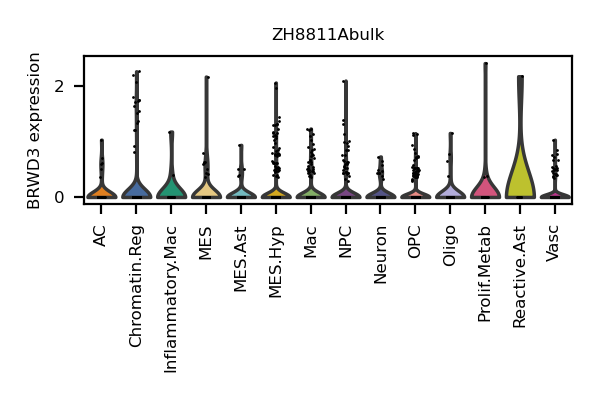 ZH8811Abulk
BRWD3 expression
2
0
AC
Chromatin.Reg
Inflammatory.Mac
MES
MES.Ast
MES.Hyp
Mac
NPC
Neuron
OPC
Oligo
Prolif.Metab
Reactive.Ast
Vasc